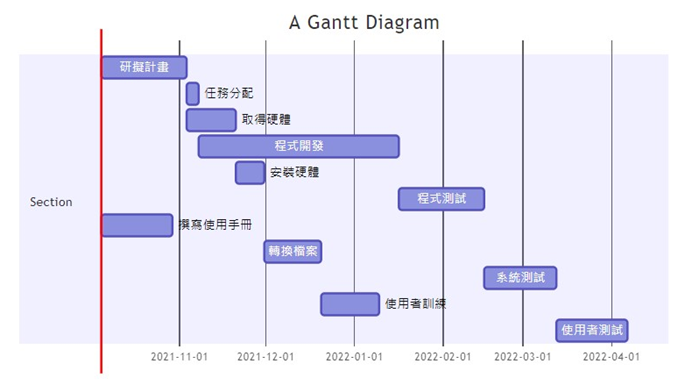 A Gantt Diagram
研擬計畫
任務分配
取得硬體
程式開發
安裝硬體
程式測試
Section
撰寫使用手冊
轉換檔案
系統測試
使用者訓練
使用者測試
2021-11-01 2021-12-01 2022-01-01 2022-02-01 2022-03-01 2022-04-01